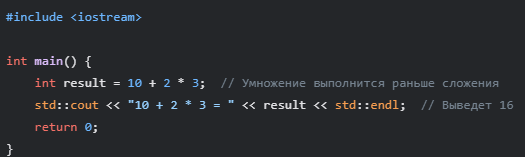 #include <iostream>
int main() {
    int result = 10 + 2 * 3;  // Умножение выполнится раньше сложения
    std::cout << "10 + 2 * 3 = " << result << std::endl;  // Выведет 16
    return 0;
}